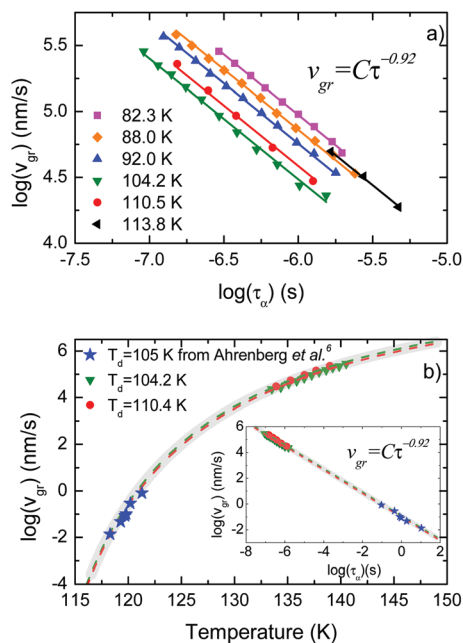 a)
v_gr=Cτ^-0.92
log(v_gr) (nm/s)
5.5
5.0
4.5
4.0
82.3 K
88.0 K
92.0 K
104.2 K
110.5 K
113.8 K
-7.5 -7.0 -6.5 -6.0 -5.5 -5.0
log(τ_α) (s)
b)
log(v_gr) (nm/s)
6
4
2
0
-2
-4
T_d=105 K from Ahrenberg et al.^6
T_d=104.2 K
T_d=110.4 K
v_gr=Cτ^-0.92
log(v_gr) (nm/s)
6
4
2
0
-2
-8 -6 -4 -2 0 2
log(τ_α)(s)
115 120 125 130 135 140 145 150
Temperature (K)